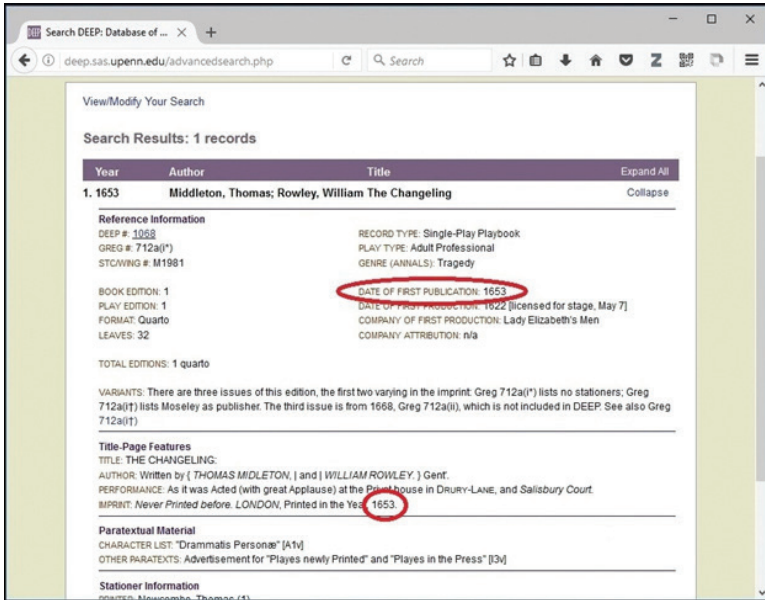 Search DEEP: Database of ...
deep.sas.upenn.edu/advancedsearch.php
Search
View/Modify Your Search
Search Results: 1 records
Year Author Title Expand All
1. 1653 Middleton, Thomas; Rowley, William The Changeling Collapse
Reference Information
DEEP #: 1068 RECORD TYPE: Single-Play Playbook
GREG #: 712a(i*) PLAY TYPE: Adult Professional
STC/WING #: M1981 GENRE (ANNALS): Tragedy
BOOK EDITION: 1 DATE OF FIRST PUBLICATION: 1653
PLAY EDITION: 1 DATE OF FIRST PRODUCTION: 1622 [licensed for stage, May 7]
FORMAT: Quarto COMPANY OF FIRST PRODUCTION: Lady Elizabeth's Men
LEAVES: 32 COMPANY ATTRIBUTION: n/a
TOTAL EDITIONS: 1 quarto
VARIANTS: There are three issues of this edition, the first two varying in the imprint: Greg 712a(i*) lists no stationers; Greg
712a(i†) lists Moseley as publisher. The third issue is from 1668, Greg 712a(ii), which is not included in DEEP. See also Greg
712a(i†)
Title-Page Features
TITLE: THE CHANGELING:
AUTHOR: Written by { THOMAS MIDLETON, | and | WILLIAM ROWLEY. } Gent'.
PERFORMANCE: As it was Acted (with great Applause) at the Privat house in DRURY-LANE, and Salisbury Court.
IMPRINT: Never Printed before. LONDON, Printed in the Year, 1653.
Paratextual Material
CHARACTER LIST: "Drammatis Personæ" [A1v]
OTHER PARATEXTS: Advertisement for "Playes newly Printed" and "Playes in the Press" [I3v]
Stationer Information
PRINTER: Newcombe, Thomas (1)